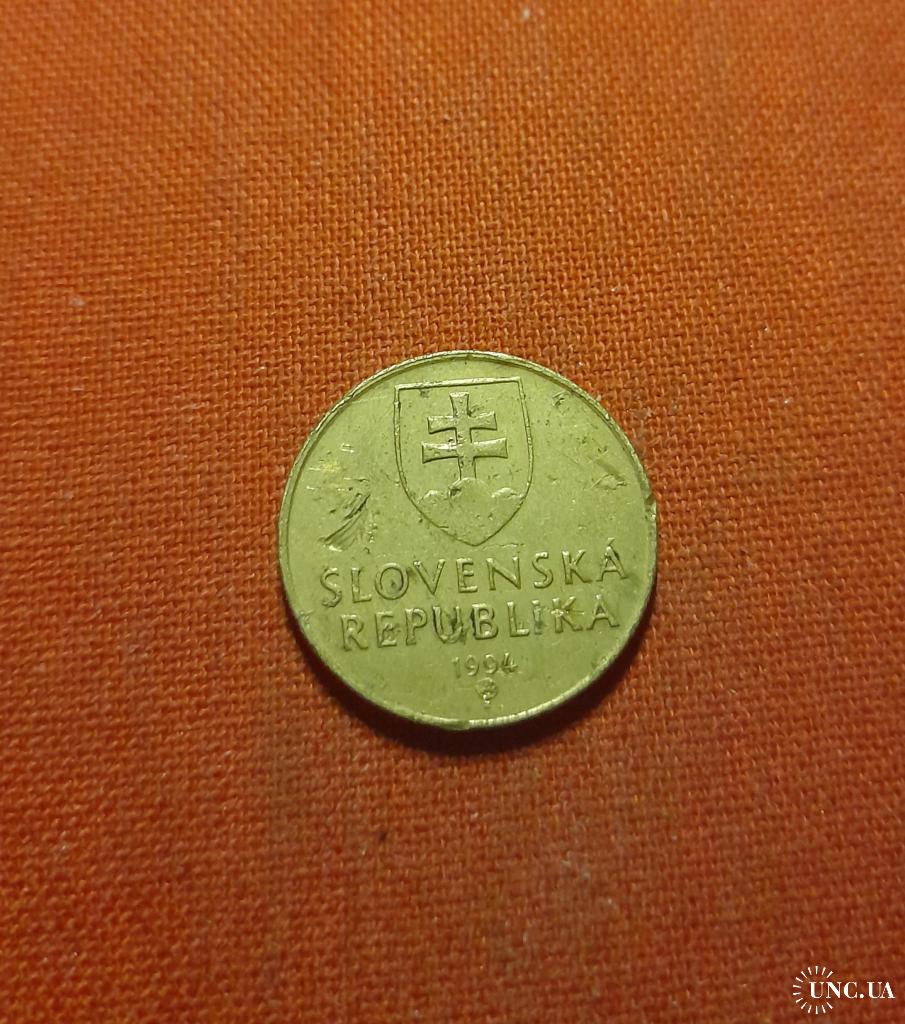 SLOVENSKÁ
REPUBLIKA
1994
UNC.UA